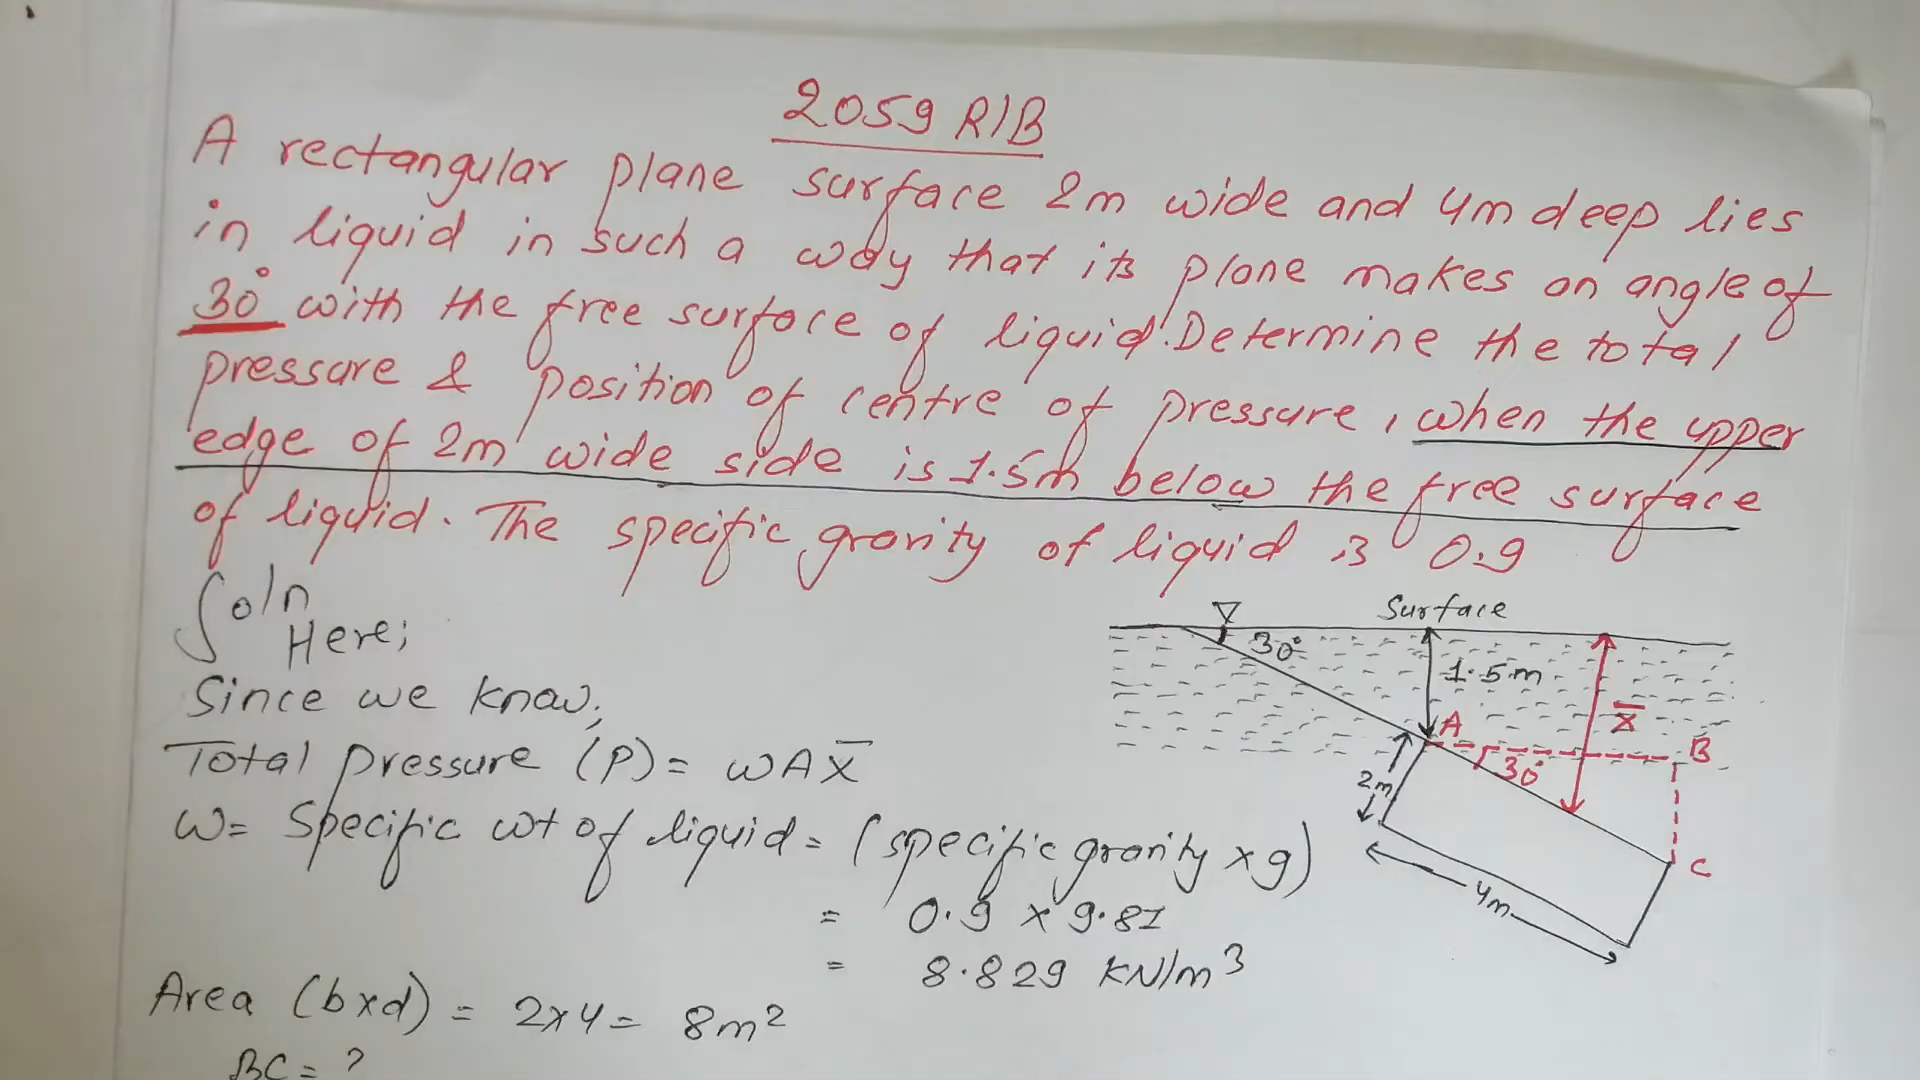 2059 R/B
A rectangular plane surface 2m wide and 4m deep lies
in liquid in such a way that its plane makes an angle of
30° with the free surface of liquid. Determine the total
pressure & position of centre of pressure, when the upper
edge of 2m wide side is 1.5m below the free surface
of liquid. The specific gravity of liquid is 0.9
Soln
Here;
Since we know,
Total pressure (P) = wAx̅
w = Specific wt of liquid = (specific gravity x g)
= 0.9 x 9.81
= 8.829 KN/m³
Area (bxd) = 2x4 = 8m²
BC = ?
Surface
30°
1.5m
x̅
A
B
30°
2m
C
4m